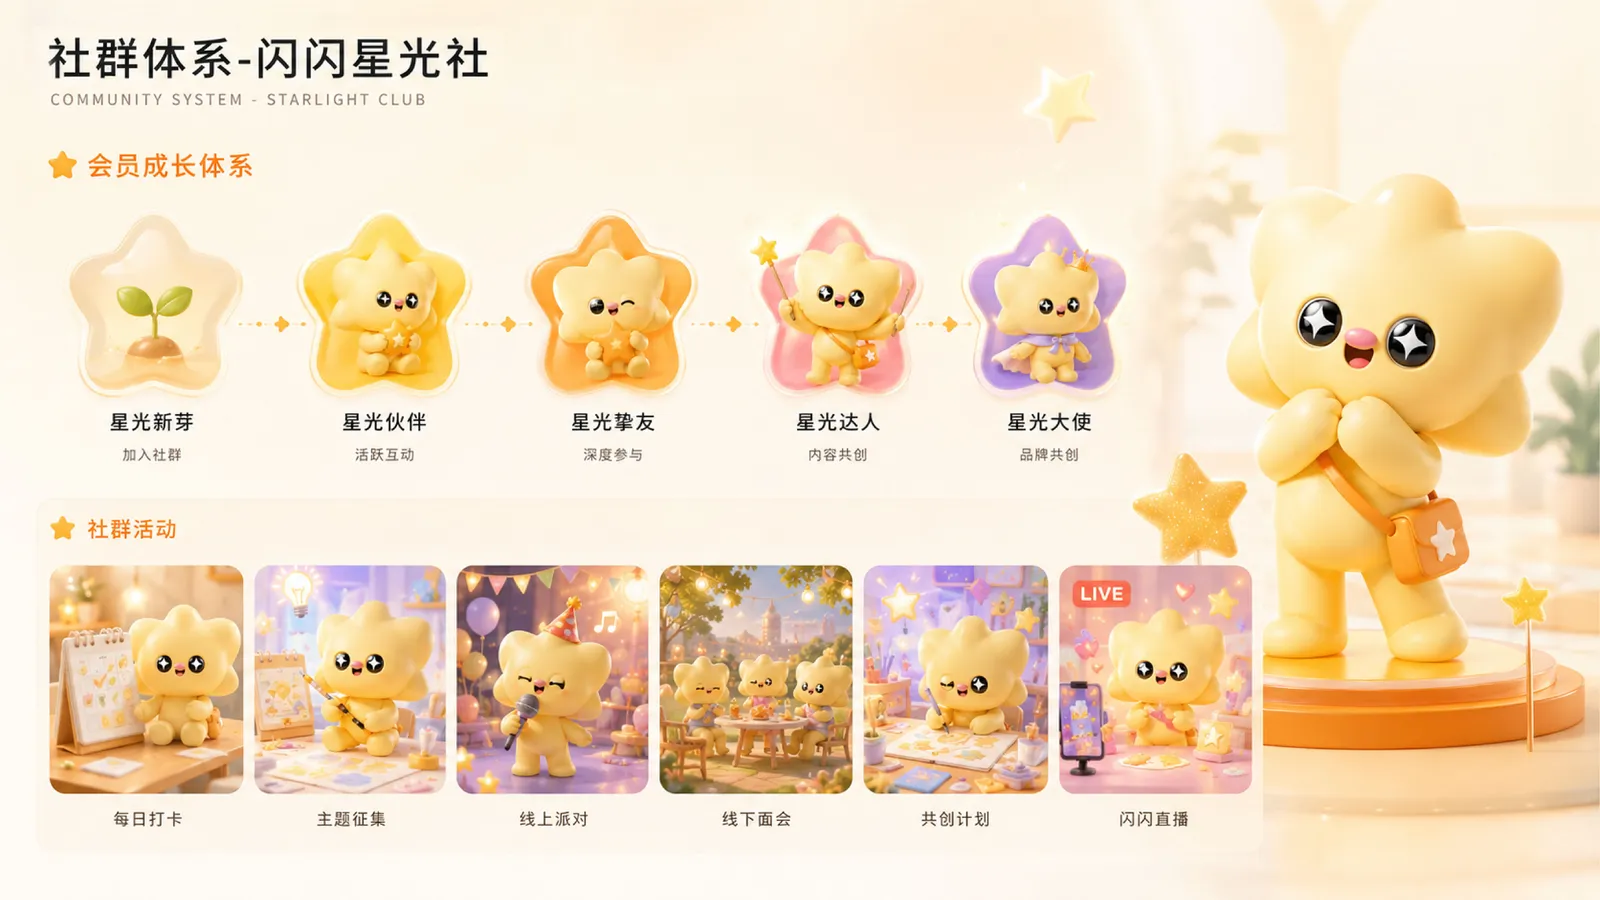 社群体系-闪闪星光社
COMMUNITY SYSTEM - STARLIGHT CLUB
会员成长体系
星光新芽
加入社群
星光伙伴
活跃互动
星光挚友
深度参与
星光达人
内容共创
星光大使
品牌共创
社群活动
LIVE
每日打卡
主题征集
线上派对
线下面会
共创计划
闪闪直播